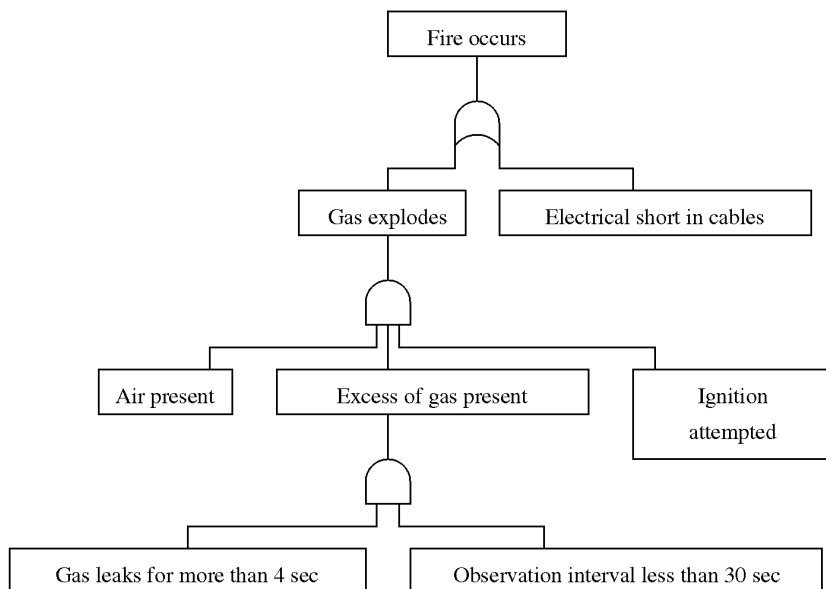 Fire occurs
Gas explodes
Electrical short in cables
Air present
Excess of gas present
Ignition
attempted
Gas leaks for more than 4 sec
Observation interval less than 30 sec